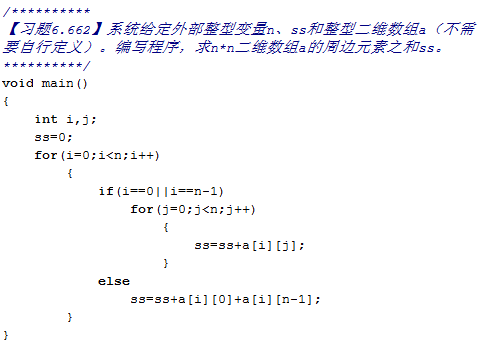 /**********
【习题6.662】系统给定外部整型变量n、ss和整型二维数组a（不需
要自行定义）。编写程序，求n*n二维数组a的周边元素之和ss。
**********/
void main()
{
    int i,j;
    ss=0;
    for(i=0;i<n;i++)
        {
            if(i==0||i==n-1)
                for(j=0;j<n;j++)
                    {
                        ss=ss+a[i][j];
                    }
            else
                ss=ss+a[i][0]+a[i][n-1];
        }
}